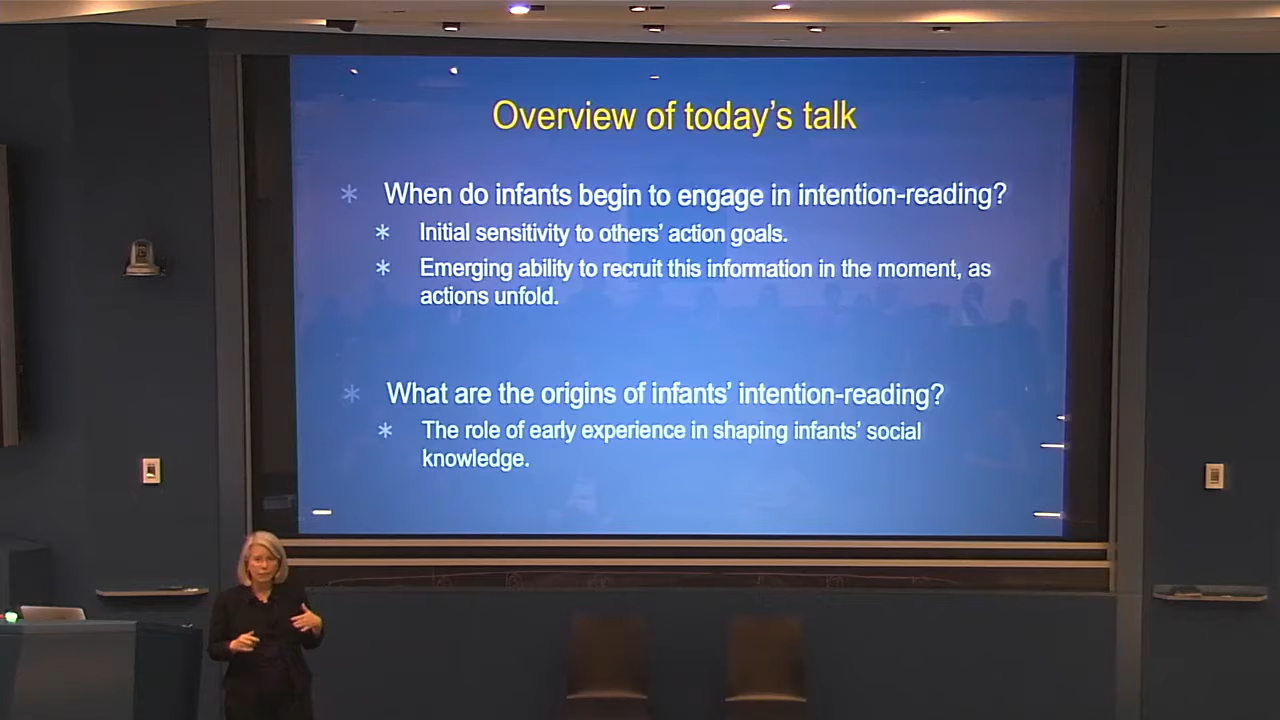 Overview of today's talk
* When do infants begin to engage in intention-reading?
* Initial sensitivity to others' action goals.
* Emerging ability to recruit this information in the moment, as
actions unfold.
* What are the origins of infants' intention-reading?
* The role of early experience in shaping infants' social
knowledge.